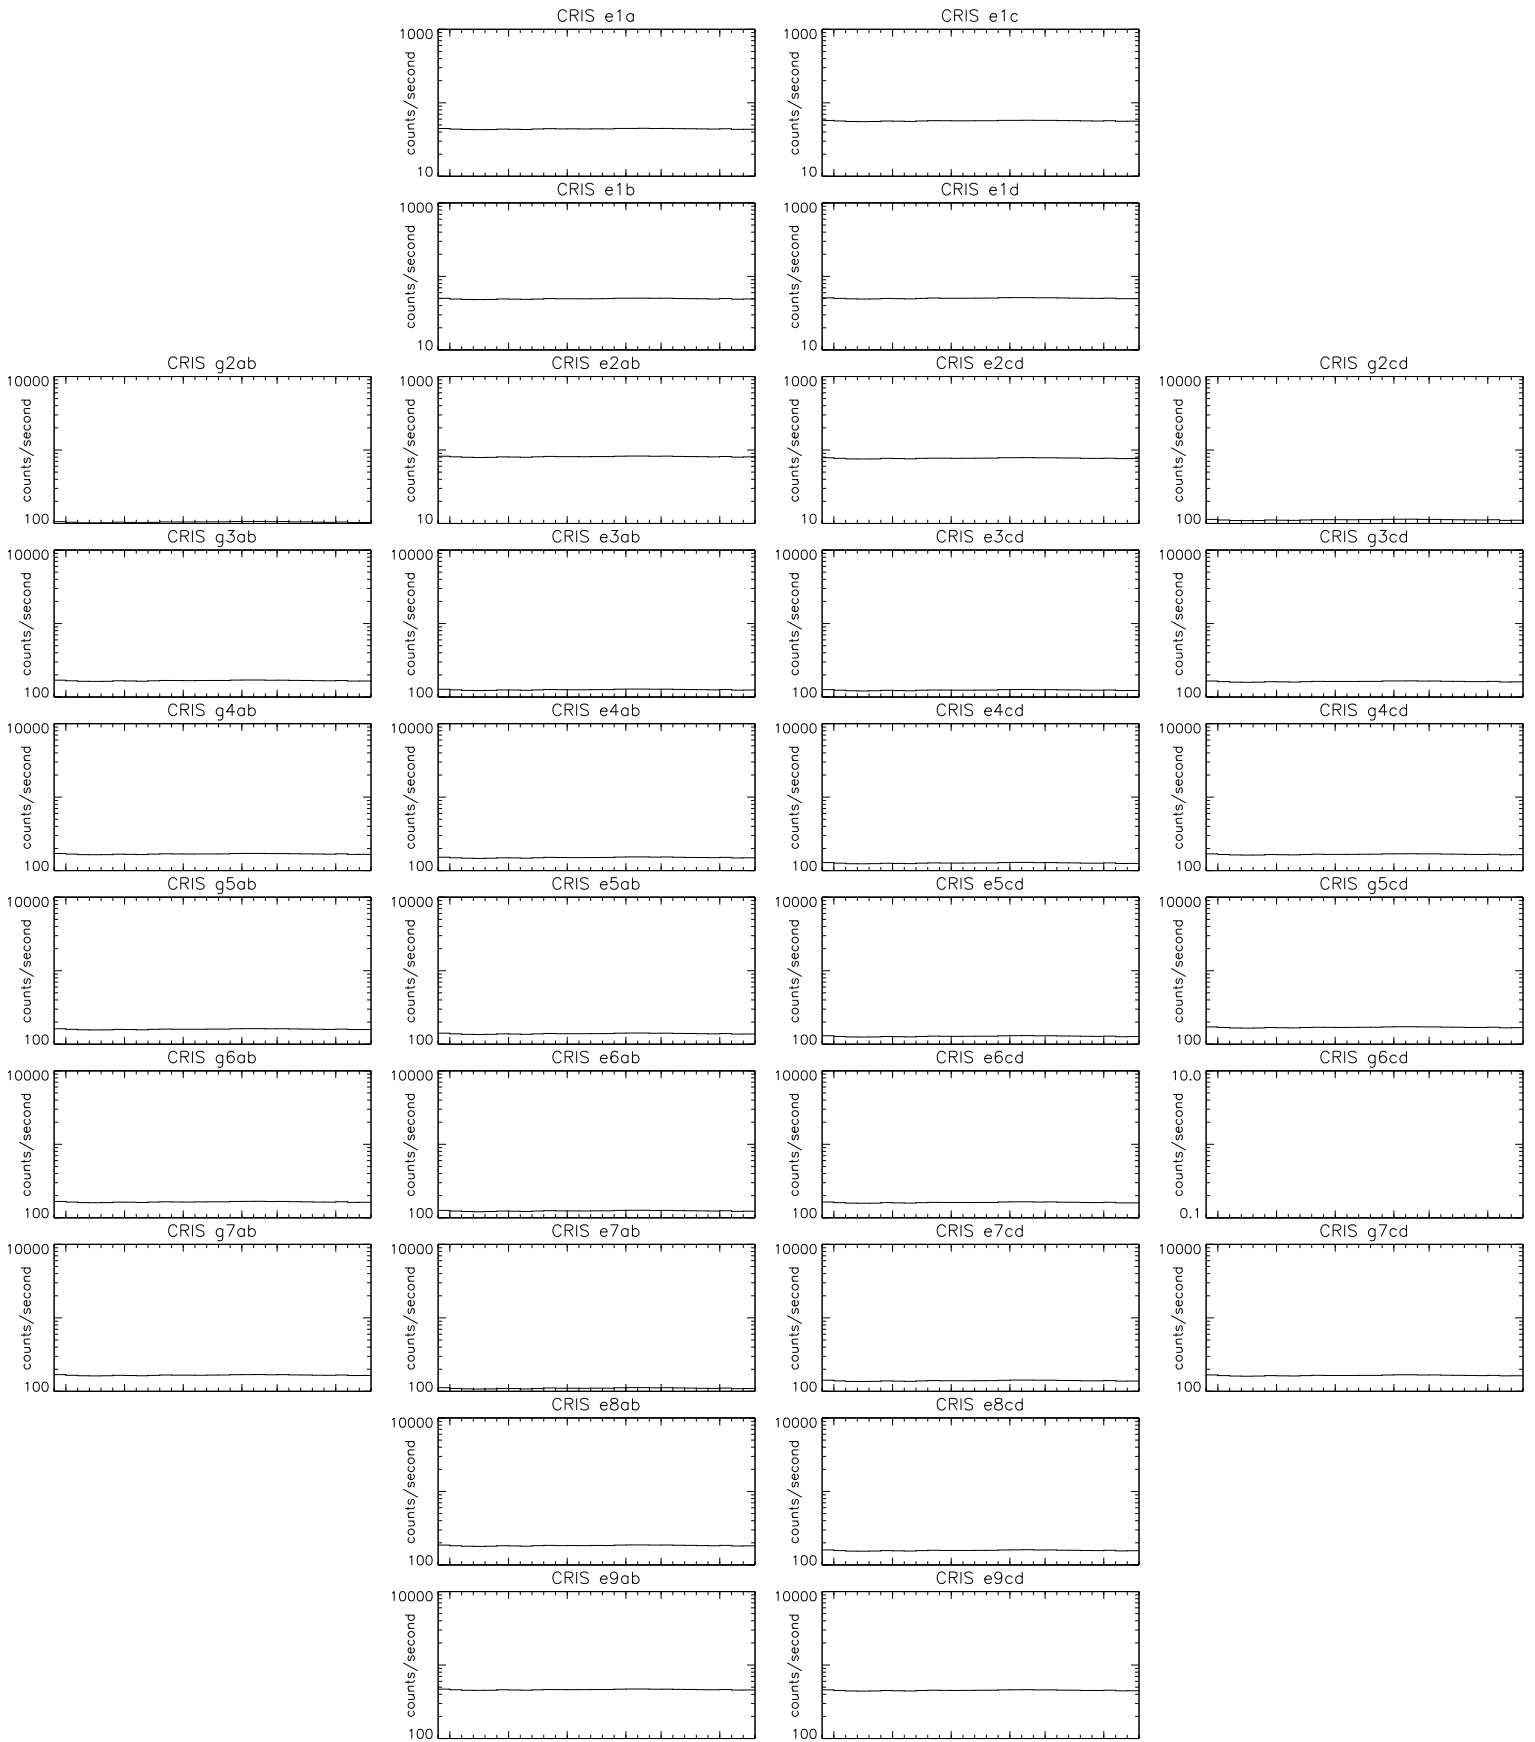 CRIS e1a CRIS e1c
1000 1000
counts/second counts/second
10 10
CRIS e1b CRIS e1d
1000 1000
counts/second counts/second
10 10
CRIS g2ab CRIS e2ab CRIS e2cd CRIS g2cd
10000 1000 1000 10000
counts/second counts/second counts/second counts/second
100 10 10 100
CRIS g3ab CRIS e3ab CRIS e3cd CRIS g3cd
10000 10000 10000 10000
counts/second counts/second counts/second counts/second
100 100 100 100
CRIS g4ab CRIS e4ab CRIS e4cd CRIS g4cd
10000 10000 10000 10000
counts/second counts/second counts/second counts/second
100 100 100 100
CRIS g5ab CRIS e5ab CRIS e5cd CRIS g5cd
10000 10000 10000 10000
counts/second counts/second counts/second counts/second
100 100 100 100
CRIS g6ab CRIS e6ab CRIS e6cd CRIS g6cd
10000 10000 10000 10.0
counts/second counts/second counts/second counts/second
100 100 100 0.1
CRIS g7ab CRIS e7ab CRIS e7cd CRIS g7cd
10000 10000 10000 10000
counts/second counts/second counts/second counts/second
100 100 100 100
CRIS e8ab CRIS e8cd
10000 10000
counts/second counts/second
100 100
CRIS e9ab CRIS e9cd
10000 10000
counts/second counts/second
100 100